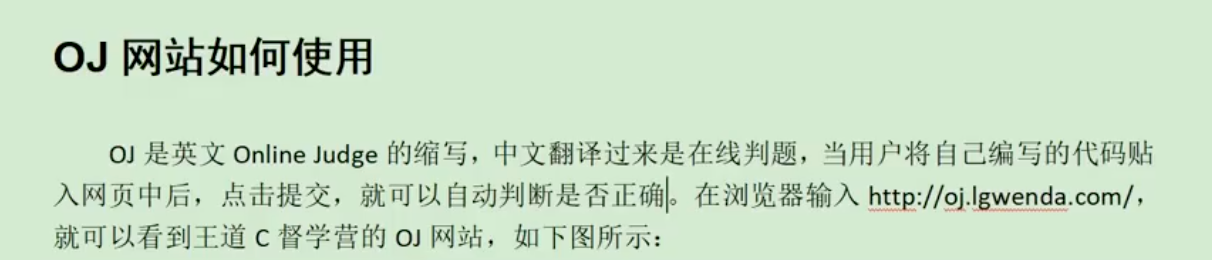 OJ 网站如何使用
OJ 是英文 Online Judge 的缩写，中文翻译过来是在线判题，当用户将自己编写的代码贴
入网页中后，点击提交，就可以自动判断是否正确。在浏览器输入 http://oj.lgwenda.com/，
就可以看到王道 C 督学营的 OJ 网站，如下图所示：